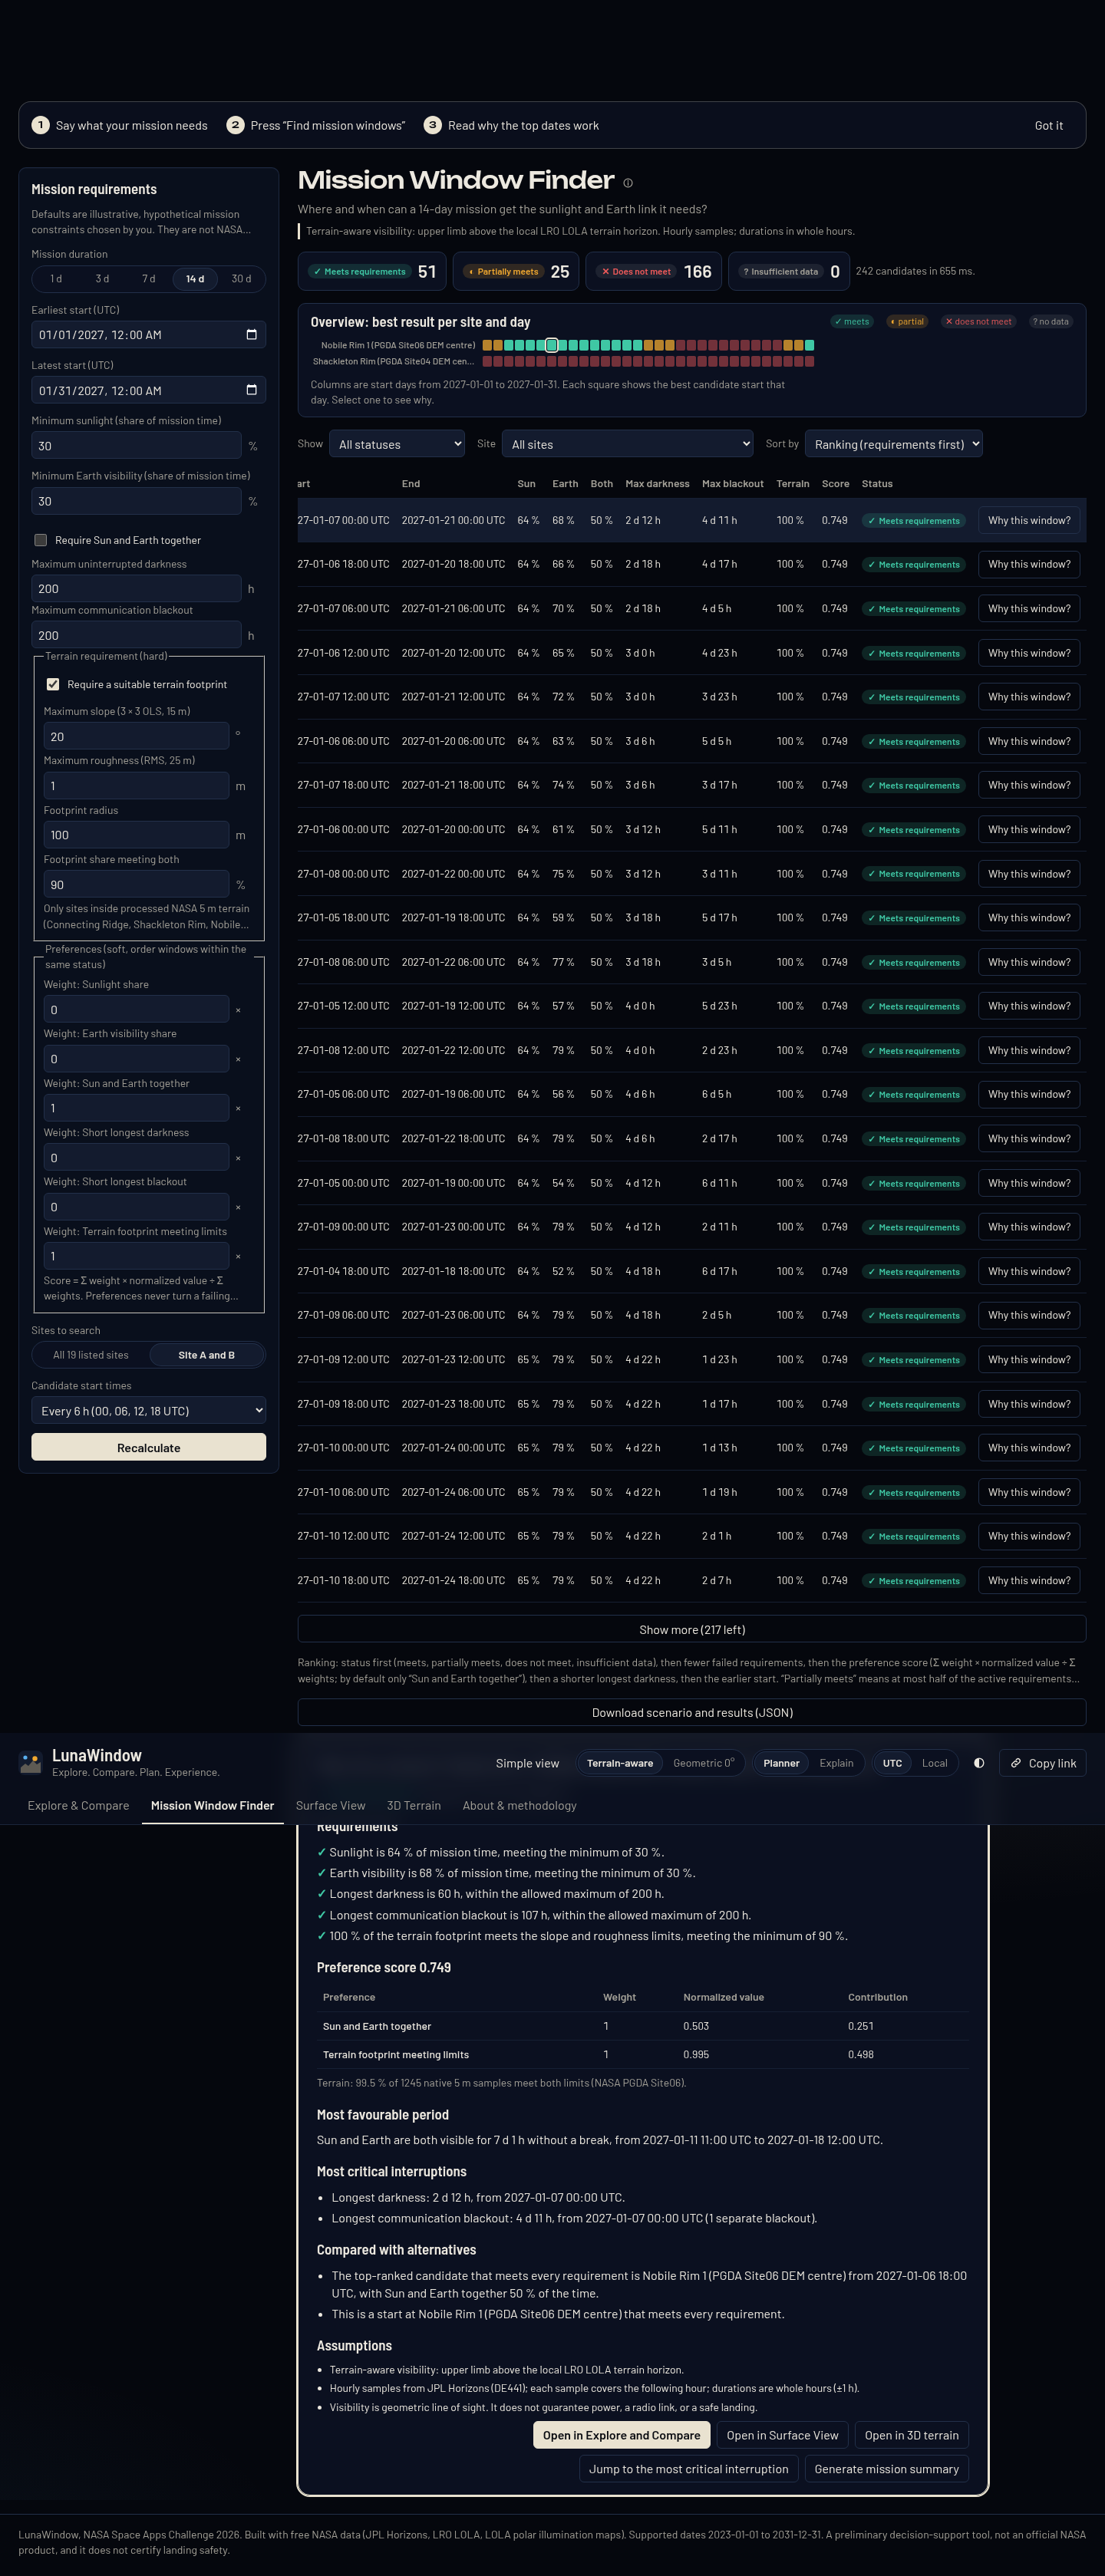 1 Say what your mission needs 2 Press “Find mission windows” 3 Read why the top dates work Got it
Mission requirements
Defaults are illustrative, hypothetical mission
constraints chosen by you. They are not NASA…
Mission duration
1 d 3 d 7 d 14 d 30 d
Earliest start (UTC)
01/01/2027, 12:00 AM
Latest start (UTC)
01/31/2027, 12:00 AM
Minimum sunlight (share of mission time)
30 %
Minimum Earth visibility (share of mission time)
30 %
Require Sun and Earth together
Maximum uninterrupted darkness
200 h
Maximum communication blackout
200 h
Terrain requirement (hard)
Require a suitable terrain footprint
Maximum slope (3 × 3 OLS, 15 m)
20 °
Maximum roughness (RMS, 25 m)
1 m
Footprint radius
100 m
Footprint share meeting both
90 %
Only sites inside processed NASA 5 m terrain
(Connecting Ridge, Shackleton Rim, Nobile…
Preferences (soft, order windows within the
same status)
Weight: Sunlight share
0 ×
Weight: Earth visibility share
0 ×
Weight: Sun and Earth together
1 ×
Weight: Short longest darkness
0 ×
Weight: Short longest blackout
0 ×
Weight: Terrain footprint meeting limits
1 ×
Score = Σ weight × normalized value ÷ Σ
weights. Preferences never turn a failing…
Sites to search
All 19 listed sites Site A and B
Candidate start times
Every 6 h (00, 06, 12, 18 UTC)
Recalculate
Mission Window Finder ⓘ
Where and when can a 14-day mission get the sunlight and Earth link it needs?
Terrain-aware visibility: upper limb above the local LRO LOLA terrain horizon. Hourly samples; durations in whole hours.
✓ Meets requirements 51 Partially meets 25 ✕ Does not meet 166 ? Insufficient data 0 242 candidates in 655 ms.
Overview: best result per site and day ✓ meets partial ✕ does not meet ? no data
Nobile Rim 1 (PGDA Site06 DEM centre)
Shackleton Rim (PGDA Site04 DEM cen…
Columns are start days from 2027-01-01 to 2027-01-31. Each square shows the best candidate start that
day. Select one to see why.
Show All statuses Site All sites Sort by Ranking (requirements first)
art End Sun Earth Both Max darkness Max blackout Terrain Score Status
27-01-07 00:00 UTC 2027-01-21 00:00 UTC 64 % 68 % 50 % 2 d 12 h 4 d 11 h 100 % 0.749 ✓ Meets requirements Why this window?
27-01-06 18:00 UTC 2027-01-20 18:00 UTC 64 % 66 % 50 % 2 d 18 h 4 d 17 h 100 % 0.749 ✓ Meets requirements Why this window?
27-01-07 06:00 UTC 2027-01-21 06:00 UTC 64 % 70 % 50 % 2 d 18 h 4 d 5 h 100 % 0.749 ✓ Meets requirements Why this window?
27-01-06 12:00 UTC 2027-01-20 12:00 UTC 64 % 65 % 50 % 3 d 0 h 4 d 23 h 100 % 0.749 ✓ Meets requirements Why this window?
27-01-07 12:00 UTC 2027-01-21 12:00 UTC 64 % 72 % 50 % 3 d 0 h 3 d 23 h 100 % 0.749 ✓ Meets requirements Why this window?
27-01-06 06:00 UTC 2027-01-20 06:00 UTC 64 % 63 % 50 % 3 d 6 h 5 d 5 h 100 % 0.749 ✓ Meets requirements Why this window?
27-01-07 18:00 UTC 2027-01-21 18:00 UTC 64 % 74 % 50 % 3 d 6 h 3 d 17 h 100 % 0.749 ✓ Meets requirements Why this window?
27-01-06 00:00 UTC 2027-01-20 00:00 UTC 64 % 61 % 50 % 3 d 12 h 5 d 11 h 100 % 0.749 ✓ Meets requirements Why this window?
27-01-08 00:00 UTC 2027-01-22 00:00 UTC 64 % 75 % 50 % 3 d 12 h 3 d 11 h 100 % 0.749 ✓ Meets requirements Why this window?
27-01-05 18:00 UTC 2027-01-19 18:00 UTC 64 % 59 % 50 % 3 d 18 h 5 d 17 h 100 % 0.749 ✓ Meets requirements Why this window?
27-01-08 06:00 UTC 2027-01-22 06:00 UTC 64 % 77 % 50 % 3 d 18 h 3 d 5 h 100 % 0.749 ✓ Meets requirements Why this window?
27-01-05 12:00 UTC 2027-01-19 12:00 UTC 64 % 57 % 50 % 4 d 0 h 5 d 23 h 100 % 0.749 ✓ Meets requirements Why this window?
27-01-08 12:00 UTC 2027-01-22 12:00 UTC 64 % 79 % 50 % 4 d 0 h 2 d 23 h 100 % 0.749 ✓ Meets requirements Why this window?
27-01-05 06:00 UTC 2027-01-19 06:00 UTC 64 % 56 % 50 % 4 d 6 h 6 d 5 h 100 % 0.749 ✓ Meets requirements Why this window?
27-01-08 18:00 UTC 2027-01-22 18:00 UTC 64 % 79 % 50 % 4 d 6 h 2 d 17 h 100 % 0.749 ✓ Meets requirements Why this window?
27-01-05 00:00 UTC 2027-01-19 00:00 UTC 64 % 54 % 50 % 4 d 12 h 6 d 11 h 100 % 0.749 ✓ Meets requirements Why this window?
27-01-09 00:00 UTC 2027-01-23 00:00 UTC 64 % 79 % 50 % 4 d 12 h 2 d 11 h 100 % 0.749 ✓ Meets requirements Why this window?
27-01-04 18:00 UTC 2027-01-18 18:00 UTC 64 % 52 % 50 % 4 d 18 h 6 d 17 h 100 % 0.749 ✓ Meets requirements Why this window?
27-01-09 06:00 UTC 2027-01-23 06:00 UTC 64 % 79 % 50 % 4 d 18 h 2 d 5 h 100 % 0.749 ✓ Meets requirements Why this window?
27-01-09 12:00 UTC 2027-01-23 12:00 UTC 65 % 79 % 50 % 4 d 22 h 1 d 23 h 100 % 0.749 ✓ Meets requirements Why this window?
27-01-09 18:00 UTC 2027-01-23 18:00 UTC 65 % 79 % 50 % 4 d 22 h 1 d 17 h 100 % 0.749 ✓ Meets requirements Why this window?
27-01-10 00:00 UTC 2027-01-24 00:00 UTC 65 % 79 % 50 % 4 d 22 h 1 d 13 h 100 % 0.749 ✓ Meets requirements Why this window?
27-01-10 06:00 UTC 2027-01-24 06:00 UTC 65 % 79 % 50 % 4 d 22 h 1 d 19 h 100 % 0.749 ✓ Meets requirements Why this window?
27-01-10 12:00 UTC 2027-01-24 12:00 UTC 65 % 79 % 50 % 4 d 22 h 2 d 1 h 100 % 0.749 ✓ Meets requirements Why this window?
27-01-10 18:00 UTC 2027-01-24 18:00 UTC 65 % 79 % 50 % 4 d 22 h 2 d 7 h 100 % 0.749 ✓ Meets requirements Why this window?
Show more (217 left)
Ranking: status first (meets, partially meets, does not meet, insufficient data), then fewer failed requirements, then the preference score (Σ weight × normalized value ÷ Σ
weights; by default only “Sun and Earth together”), then a shorter longest darkness, then the earlier start. “Partially meets” means at most half of the active requirements…
Download scenario and results (JSON)
LunaWindow
Explore. Compare. Plan. Experience.
Simple view Terrain-aware Geometric 0° Planner Explain UTC Local Copy link
Explore & Compare Mission Window Finder Surface View 3D Terrain About & methodology
Requirements
✓ Sunlight is 64 % of mission time, meeting the minimum of 30 %.
✓ Earth visibility is 68 % of mission time, meeting the minimum of 30 %.
✓ Longest darkness is 60 h, within the allowed maximum of 200 h.
✓ Longest communication blackout is 107 h, within the allowed maximum of 200 h.
✓ 100 % of the terrain footprint meets the slope and roughness limits, meeting the minimum of 90 %.
Preference score 0.749
Preference Weight Normalized value Contribution
Sun and Earth together 1 0.503 0.251
Terrain footprint meeting limits 1 0.995 0.498
Terrain: 99.5 % of 1245 native 5 m samples meet both limits (NASA PGDA Site06).
Most favourable period
Sun and Earth are both visible for 7 d 1 h without a break, from 2027-01-11 11:00 UTC to 2027-01-18 12:00 UTC.
Most critical interruptions
• Longest darkness: 2 d 12 h, from 2027-01-07 00:00 UTC.
• Longest communication blackout: 4 d 11 h, from 2027-01-07 00:00 UTC (1 separate blackout).
Compared with alternatives
• The top-ranked candidate that meets every requirement is Nobile Rim 1 (PGDA Site06 DEM centre) from 2027-01-06 18:00
UTC, with Sun and Earth together 50 % of the time.
• This is a start at Nobile Rim 1 (PGDA Site06 DEM centre) that meets every requirement.
Assumptions
• Terrain-aware visibility: upper limb above the local LRO LOLA terrain horizon.
• Hourly samples from JPL Horizons (DE441); each sample covers the following hour; durations are whole hours (±1 h).
• Visibility is geometric line of sight. It does not guarantee power, a radio link, or a safe landing.
Open in Explore and Compare Open in Surface View Open in 3D terrain
Jump to the most critical interruption Generate mission summary
LunaWindow, NASA Space Apps Challenge 2026. Built with free NASA data (JPL Horizons, LRO LOLA, LOLA polar illumination maps). Supported dates 2023-01-01 to 2031-12-31. A preliminary decision-support tool, not an official NASA
product, and it does not certify landing safety.